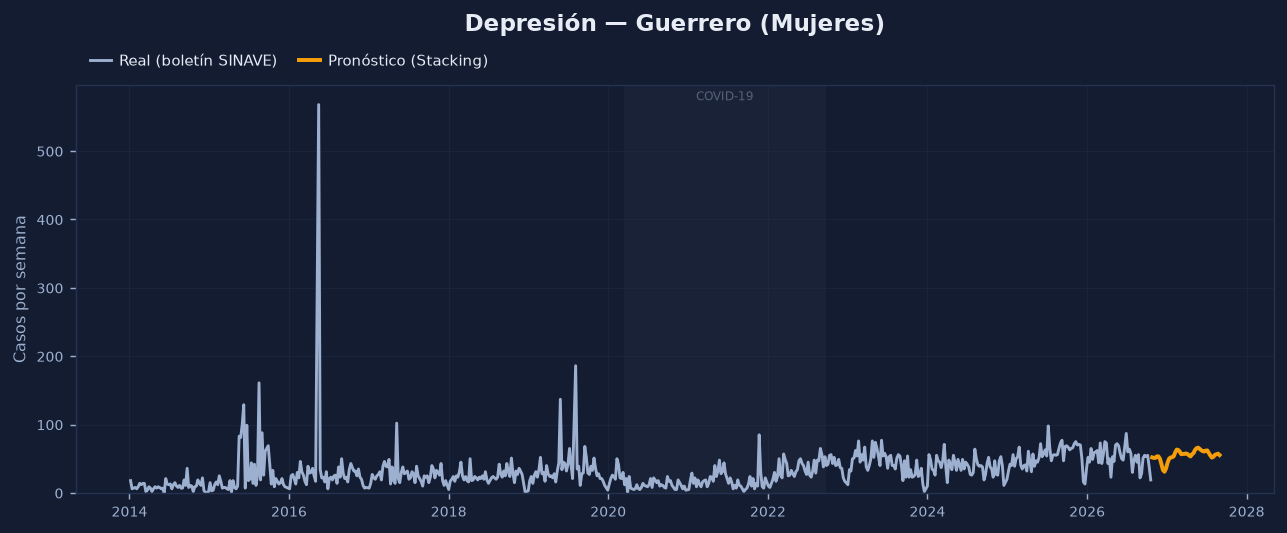 Depresión — Guerrero (Mujeres)
Real (boletín SINAVE)
Pronóstico (Stacking)
COVID-19
Casos por semana
500
400
300
200
100
0
2014
2016
2018
2020
2022
2024
2026
2028